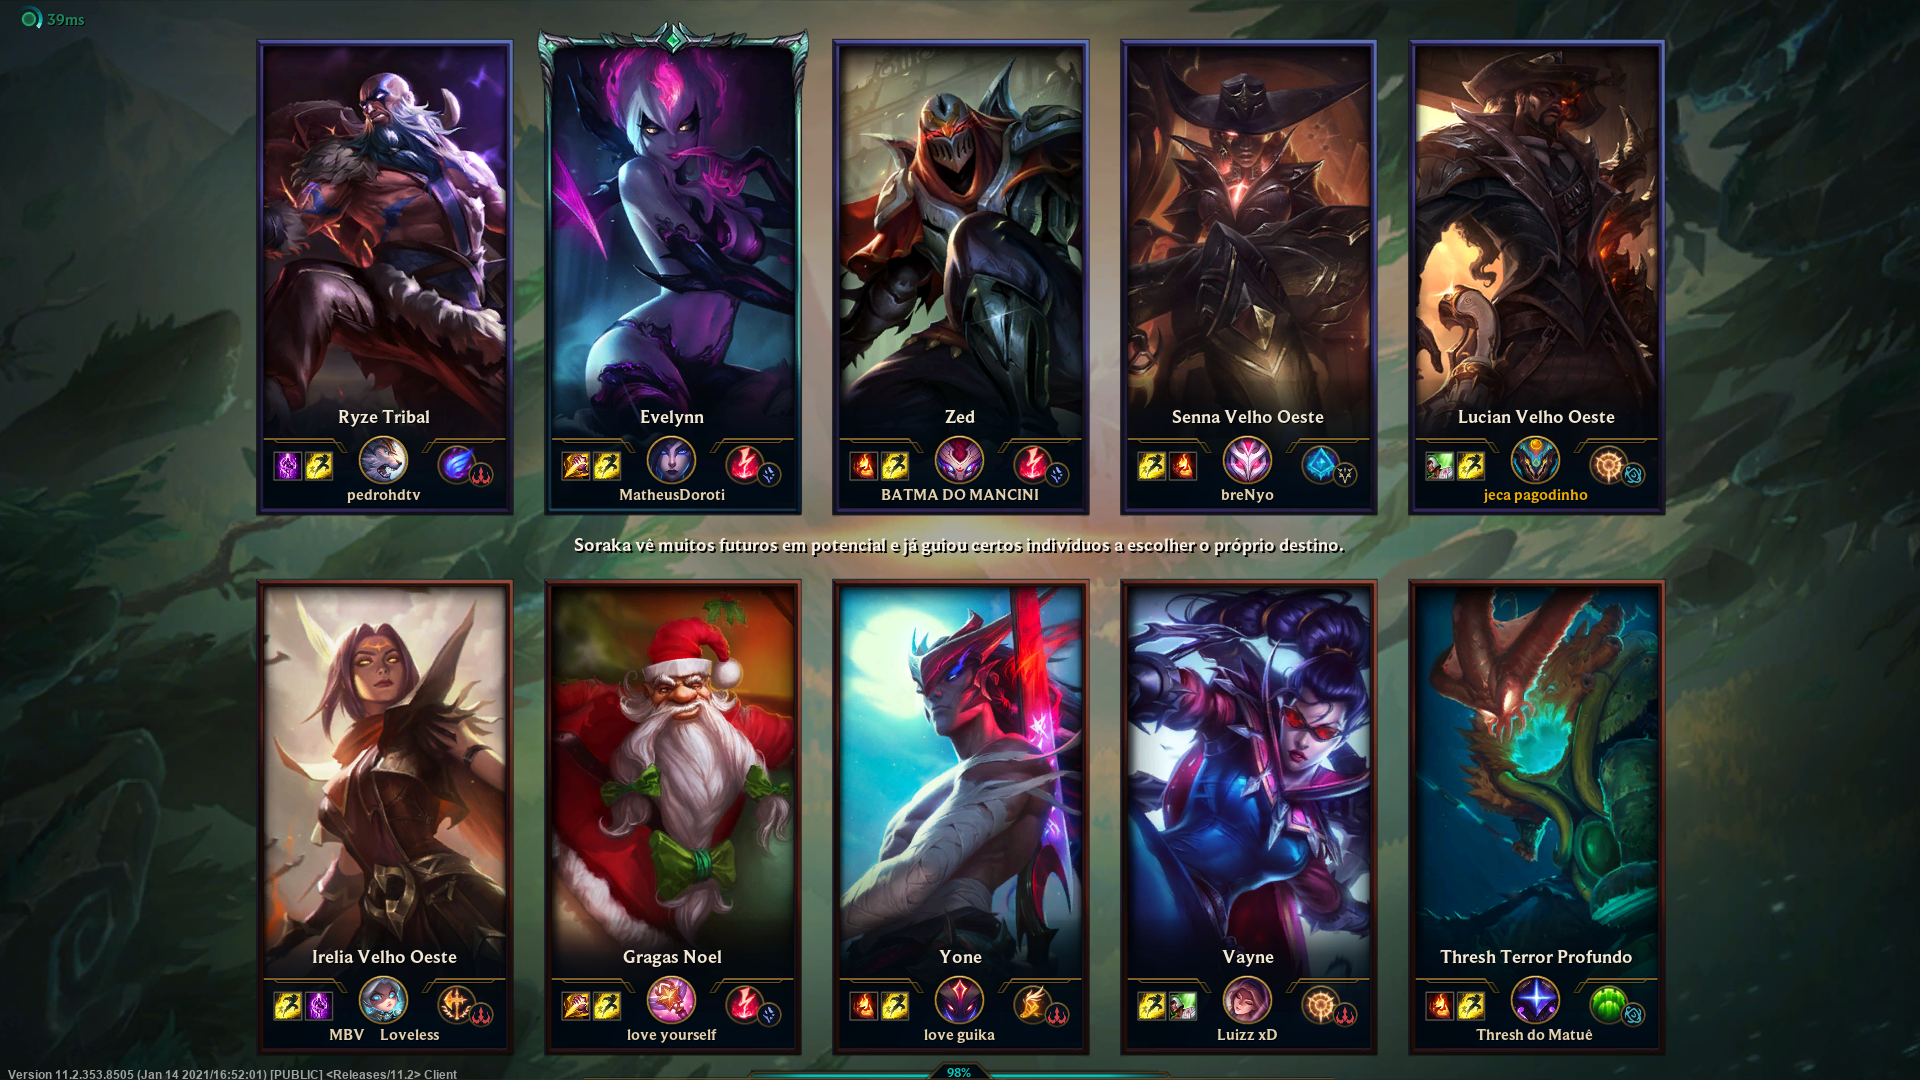 39ms
Ryze Tribal
pedrohdtv
Evelynn
MatheusDoroti
Zed
BATMA DO MANCINI
Senna Velho Oeste
breNyo
Lucian Velho Oeste
jeca pagodinho
Soraka vê muitos futuros em potencial e já guiou certos indivíduos a escolher o próprio destino.
Irelia Velho Oeste
MBV Loveless
Gragas Noel
love yourself
Yone
love guika
Vayne
Luizz xD
Thresh Terror Profundo
Thresh do Matuê
98%
Version 11.2.353.8505 (Jan 14 2021/16:52:01) [PUBLIC] <Releases/11.2> Client